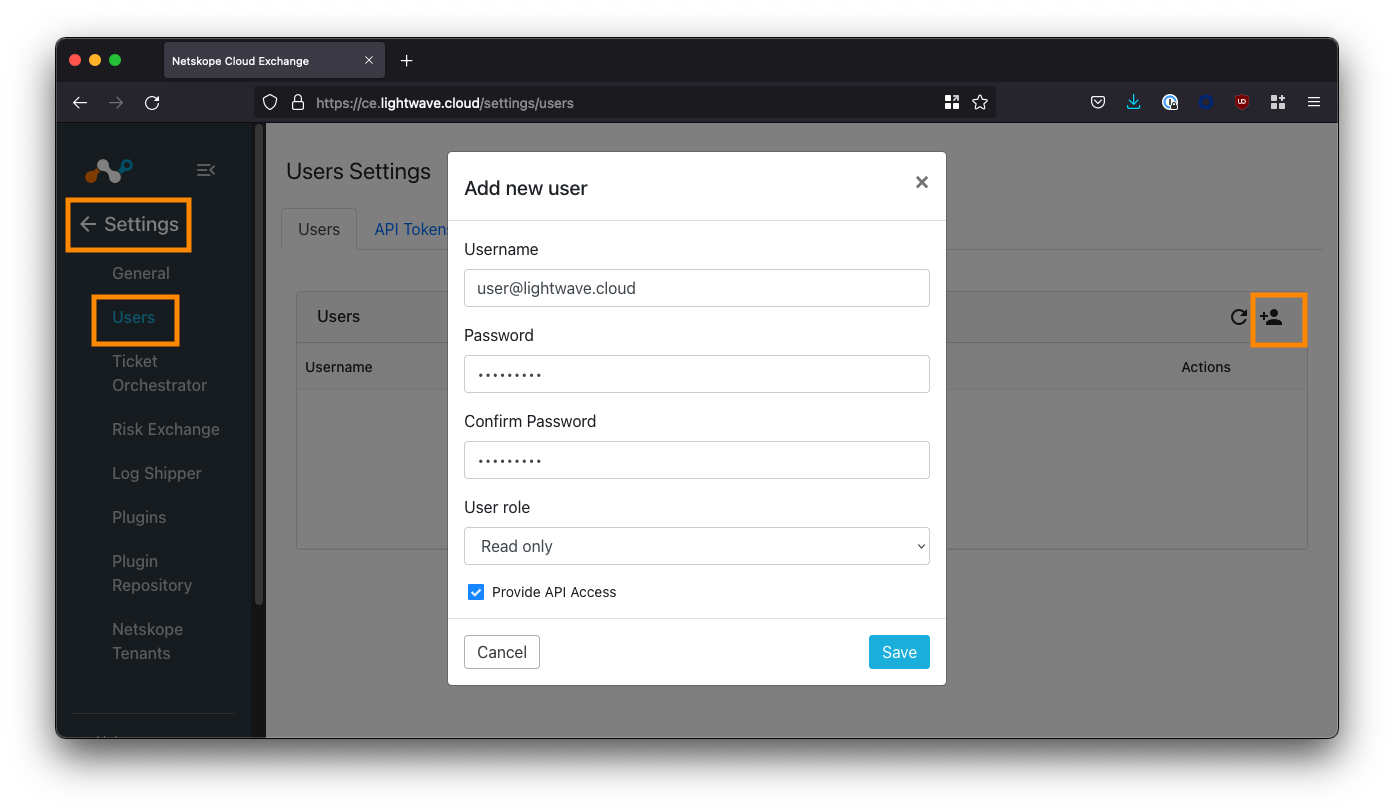 Netskope Cloud Exchange
https://ce.lightwave.cloud/settings/users
Settings
General
Users
Ticket
Orchestrator
Risk Exchange
Log Shipper
Plugins
Plugin
Repository
Netskope
Tenants
Users Settings
Users
API Tokens
Users
Username
Actions
Add new user
Username
user@lightwave.cloud
Password
•••••••••
Confirm Password
•••••••••
User role
Read only
Provide API Access
Cancel
Save